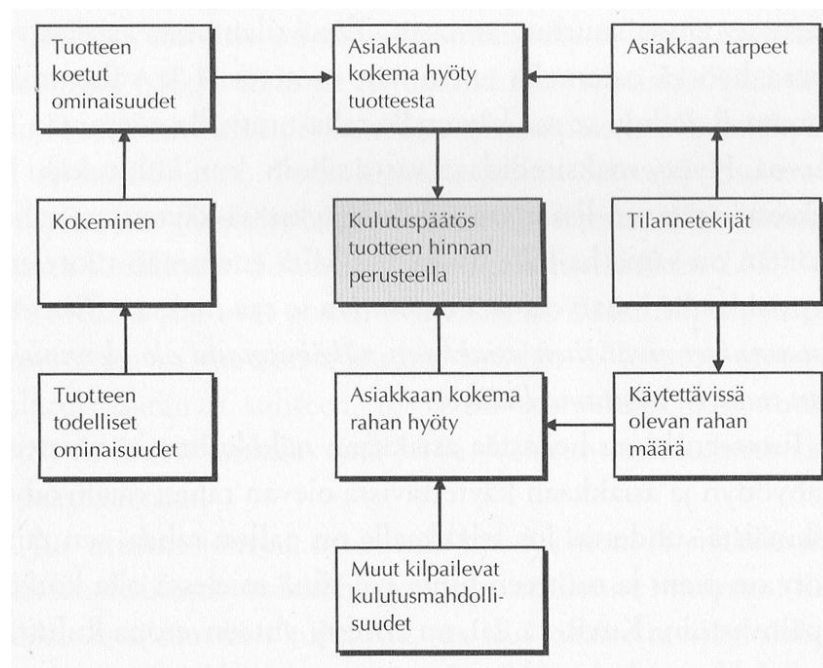 Tuotteen
koetut
ominaisuudet
Asiakkaan
kokema hyöty
tuotteesta
Asiakkaan tarpeet
Kokeminen
Kulutuspäätös
tuotteen hinnan
perusteella
Tilannetekijät
Tuotteen
todelliset
ominaisuudet
Asiakkaan kokema
rahan hyöty
Käytettävissä
olevan rahan
määrä
Muut kilpailevat
kulutusmahdolli-
suudet